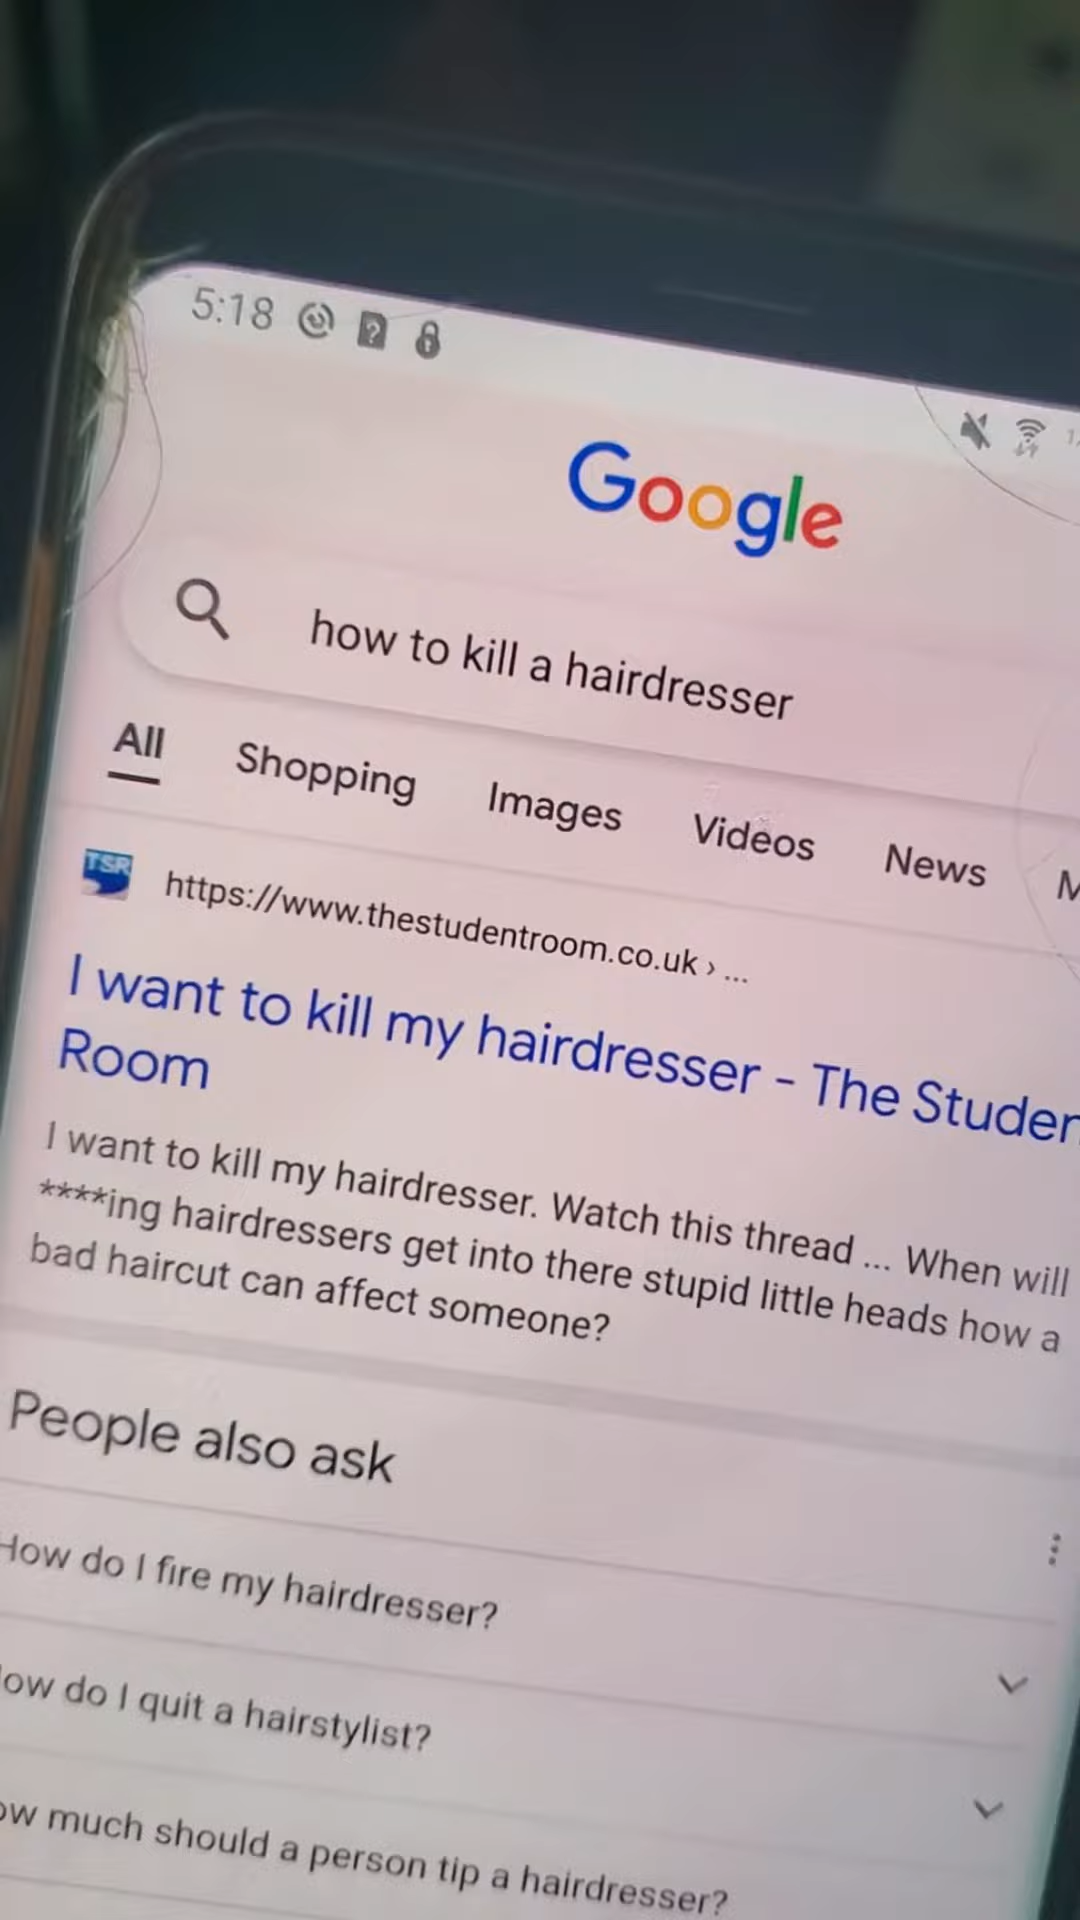 5:18
Google
how to kill a hairdresser
All Shopping Images Videos News
TSR https://www.thestudentroom.co.uk › ...
I want to kill my hairdresser - The Studen
Room
I want to kill my hairdresser. Watch this thread ... When will
****ing hairdressers get into there stupid little heads how a
bad haircut can affect someone?
People also ask
How do I fire my hairdresser?
ow do I quit a hairstylist?
ow much should a person tip a hairdresser?